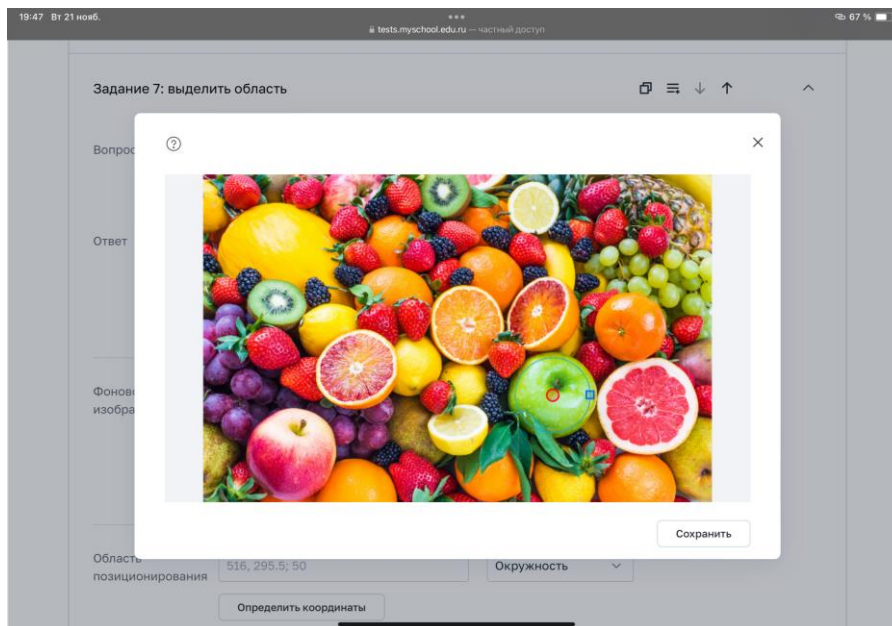 19:47 Вт 21 нояб.
67 %
tests.myschool.edu.ru — частный доступ
Задание 7: выделить область
Вопрос
?
Ответ
Фоново
изобра
Сохранить
Область
позиционирования
516, 295.5; 50
Окружность
Определить координаты